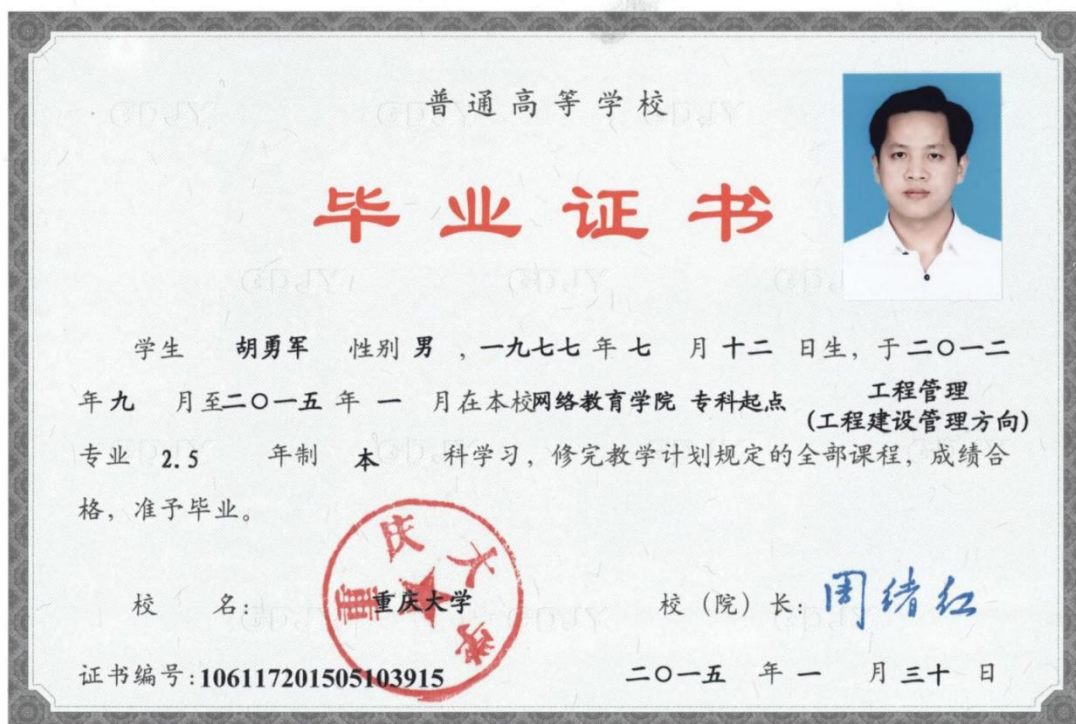 普通高等学校
毕业证书
学生 胡勇军 性别 男 ，一九七七 年 七 月 十二 日生，于 二〇一二
年 九 月至 二〇一五 年 一 月在本校 网络教育学院 专科起点 工程管理
(工程建设管理方向)
专业 2.5 年制 本 科学习，修完教学计划规定的全部课程，成绩合
格，准予毕业。
重庆大学
校 名： 重庆大学 校（院）长： 周绪红
证书编号：106117201505103915 二〇一五 年 一 月 三十 日